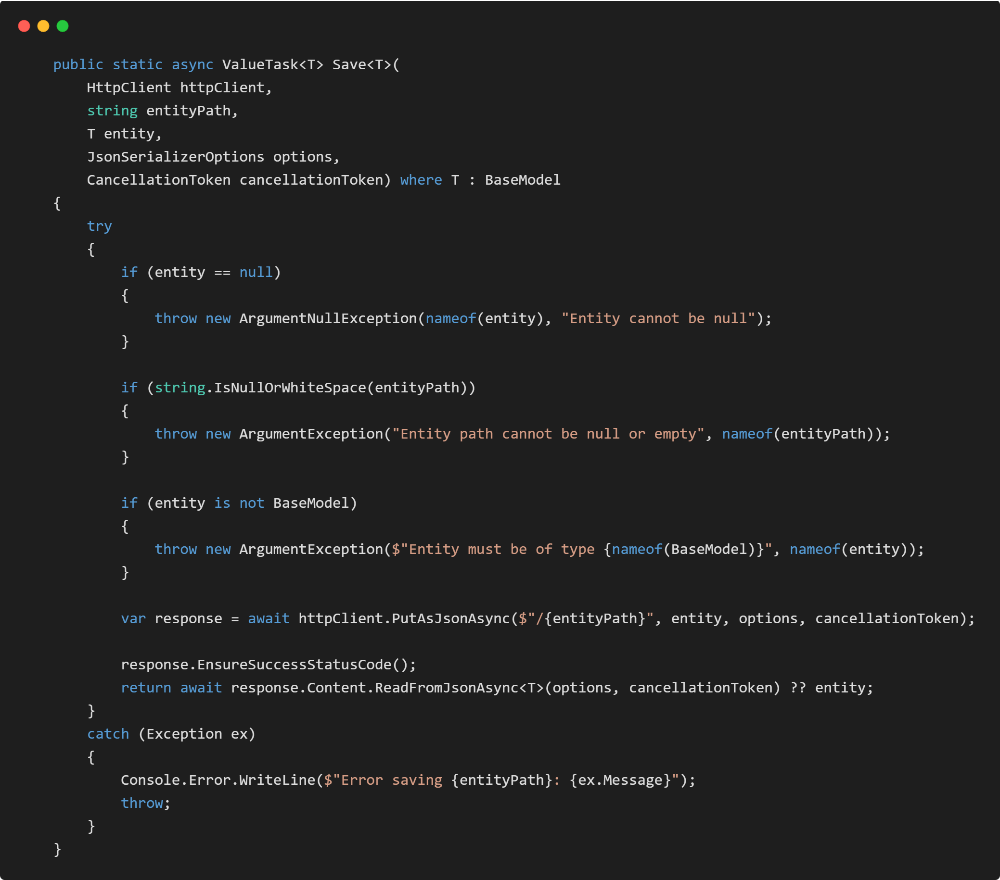 public static async ValueTask<T> Save<T>(
    HttpClient httpClient,
    string entityPath,
    T entity,
    JsonSerializerOptions options,
    CancellationToken cancellationToken) where T : BaseModel
{
    try
    {
        if (entity == null)
        {
            throw new ArgumentNullException(nameof(entity), "Entity cannot be null");
        }

        if (string.IsNullOrWhiteSpace(entityPath))
        {
            throw new ArgumentException("Entity path cannot be null or empty", nameof(entityPath));
        }

        if (entity is not BaseModel)
        {
            throw new ArgumentException($"Entity must be of type {nameof(BaseModel)}", nameof(entity));
        }

        var response = await httpClient.PutAsJsonAsync($"/{entityPath}", entity, options, cancellationToken);

        response.EnsureSuccessStatusCode();
        return await response.Content.ReadFromJsonAsync<T>(options, cancellationToken) ?? entity;
    }
    catch (Exception ex)
    {
        Console.Error.WriteLine($"Error saving {entityPath}: {ex.Message}");
        throw;
    }
}